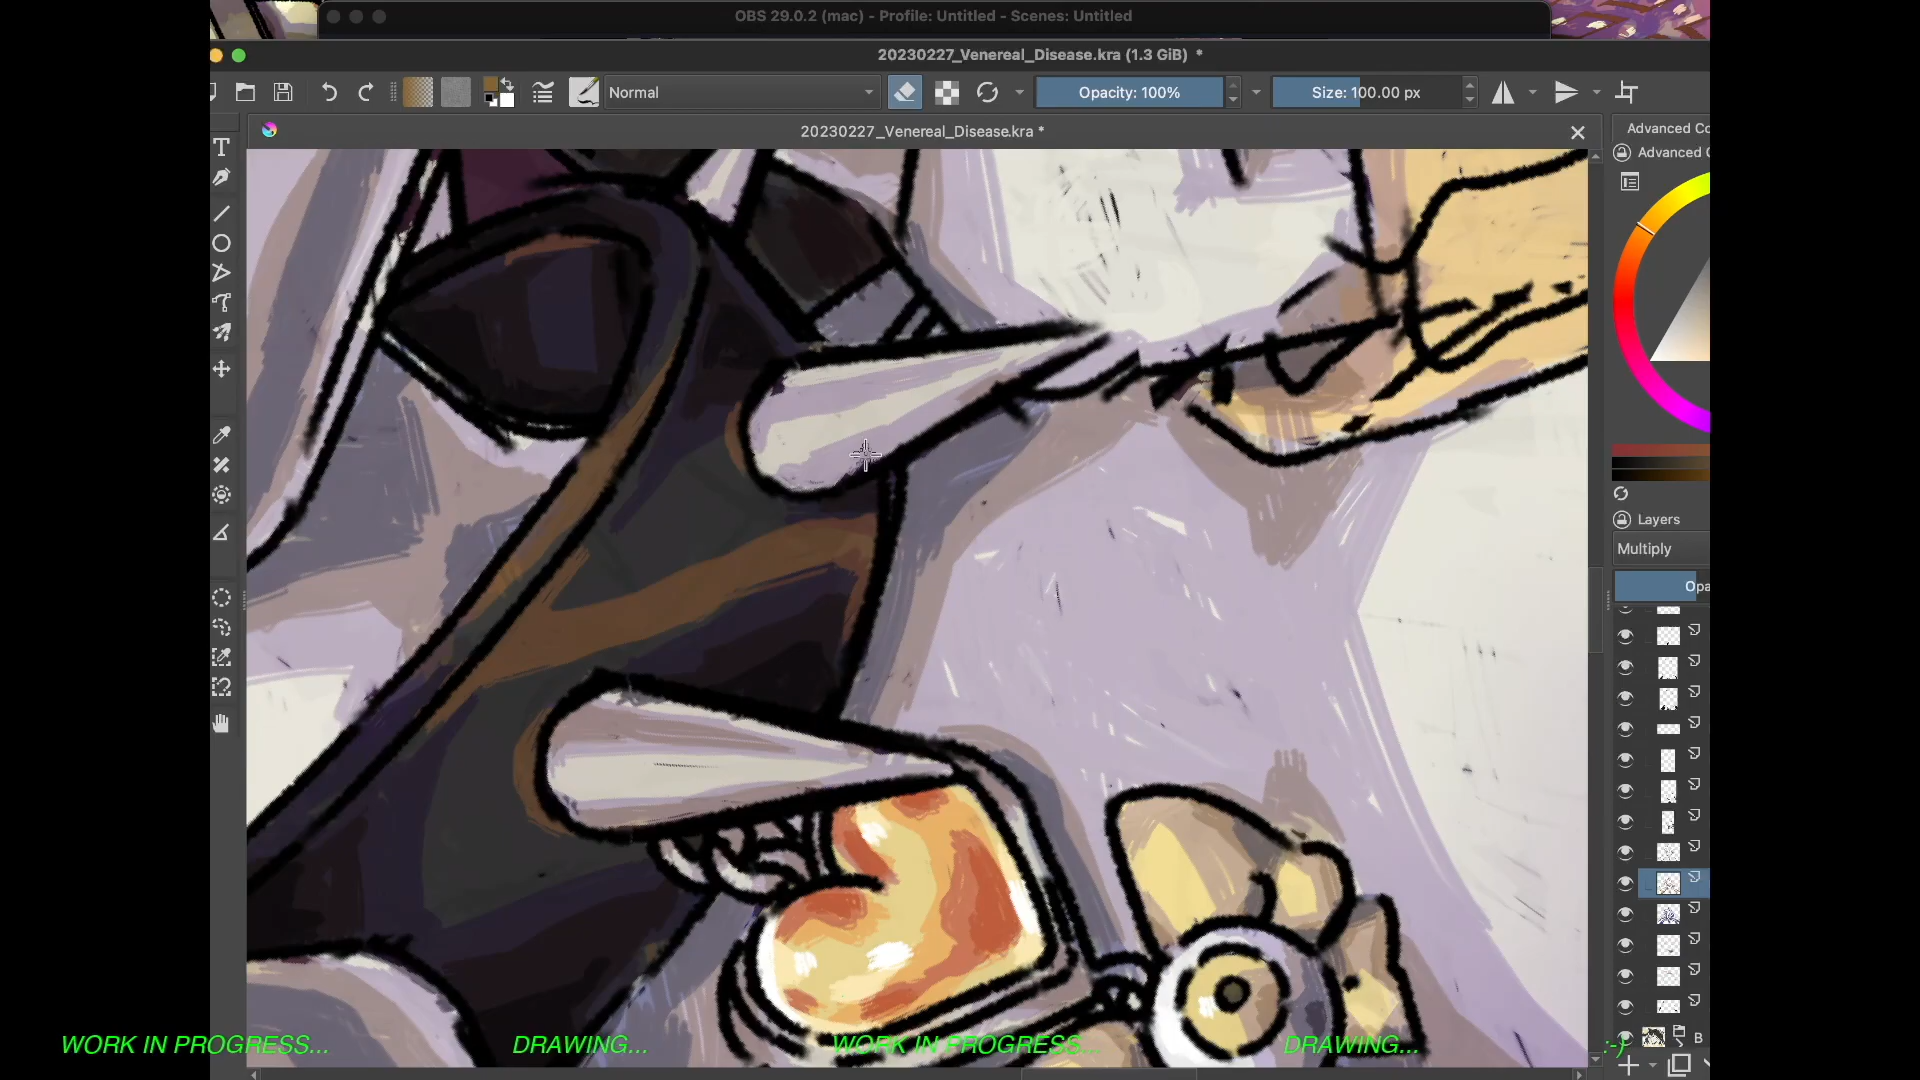 OBS 29.0.2 (mac) - Profile: Untitled - Scenes: Untitled
20230227_Venereal_Disease.kra (1.3 GiB) *
Normal
Opacity: 100%
Size: 100.00 px
20230227_Venereal_Disease.kra *
Advanced Co
Advanced C
Layers
Multiply
Opa
B
WORK IN PROGRESS... DRAWING... WORK IN PROGRESS... DRAWING... :-)